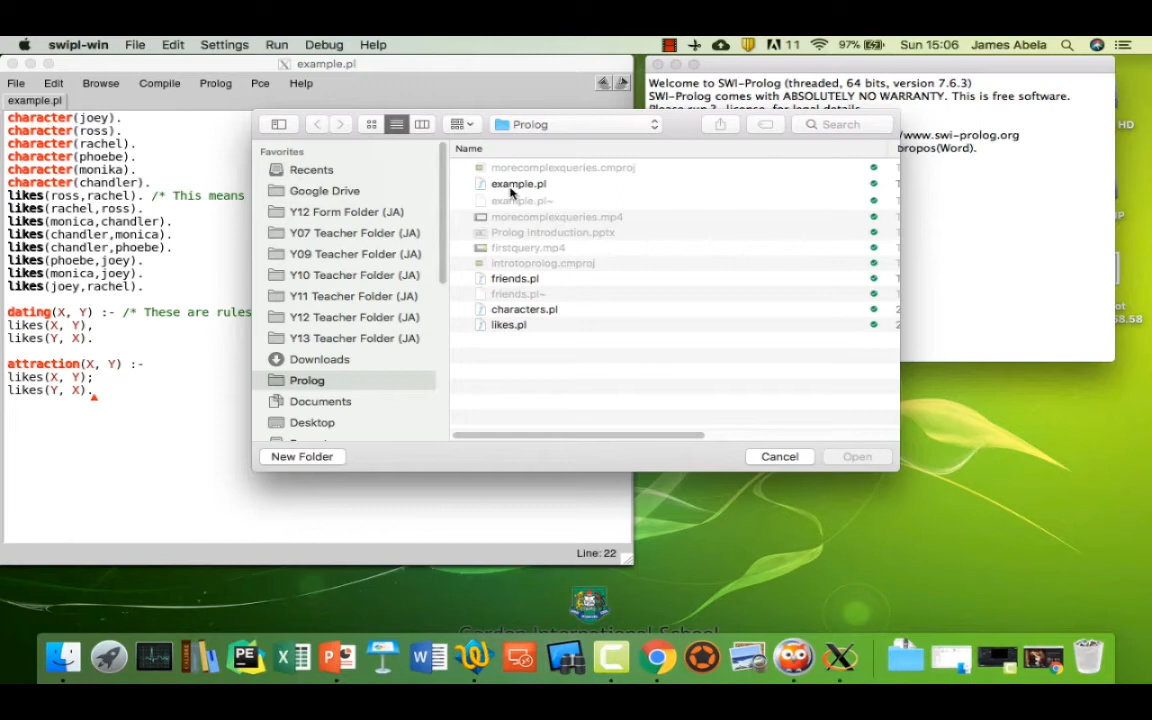 swipl-win File Edit Settings Run Debug Help 11 97% Sun 15:06 James Abela
example.pl
File Edit Browse Compile Prolog Pce Help
example.pl
character(joey).
character(ross).
character(rachel).
character(phoebe).
character(monika).
character(chandler).
likes(ross,rachel). /* This means
likes(rachel,ross).
likes(monica,chandler).
likes(chandler,monica).
likes(chandler,phoebe).
likes(phoebe,joey).
likes(monica,joey).
likes(joey,rachel).
dating(X, Y) :- /* These are rules
likes(X, Y),
likes(Y, X).
attraction(X, Y) :-
likes(X, Y);
likes(Y, X).
Line: 22
Welcome to SWI-Prolog (threaded, 64 bits, version 7.6.3)
SWI-Prolog comes with ABSOLUTELY NO WARRANTY. This is free software.
/www.swi-prolog.org
propos(Word).
Prolog
Search
Favorites
Recents
Google Drive
Y12 Form Folder (JA)
Y07 Teacher Folder (JA)
Y09 Teacher Folder (JA)
Y10 Teacher Folder (JA)
Y11 Teacher Folder (JA)
Y12 Teacher Folder (JA)
Y13 Teacher Folder (JA)
Downloads
Prolog
Documents
Desktop
Name
morecomplexqueries.cmproj
example.pl
example.pl~
morecomplexqueries.mp4
Prolog introduction.pptx
firstquery.mp4
introtoprolog.cmproj
friends.pl
friends.pl~
characters.pl
likes.pl
New Folder
Cancel
Open
HD
IP
ot
8.58
PE